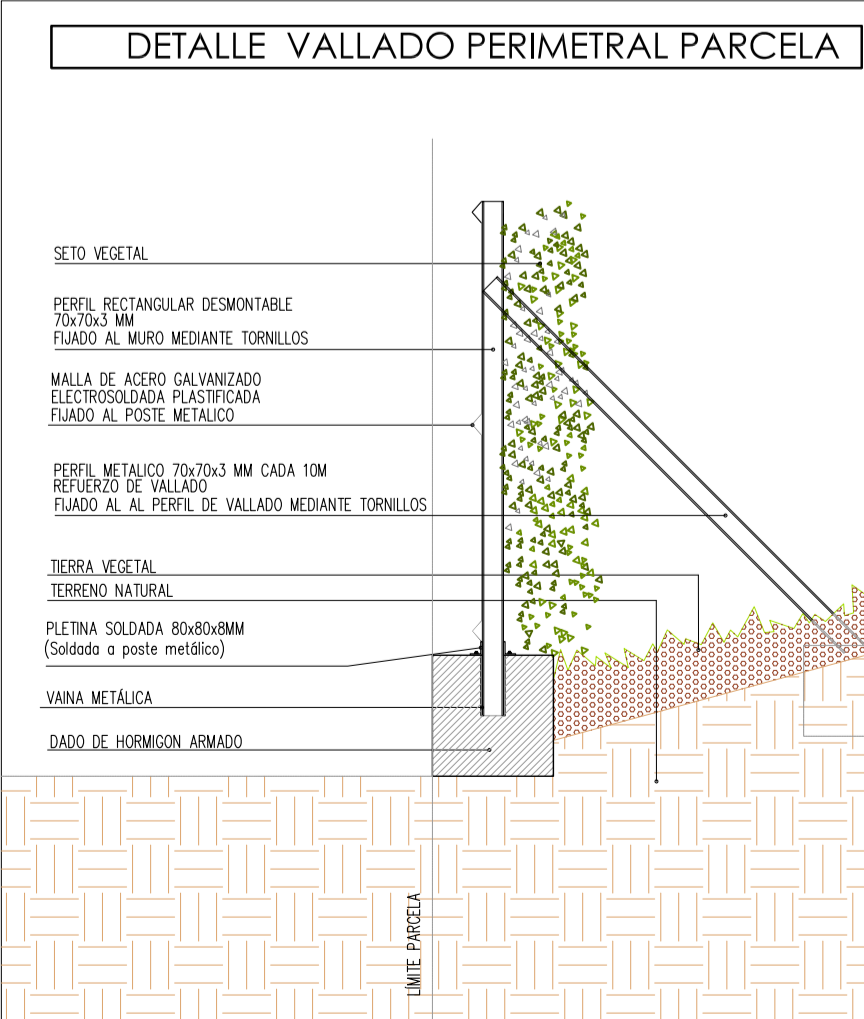 DETALLE VALLADO PERIMETRAL PARCELA
SETO VEGETAL
PERFIL RECTANGULAR DESMONTABLE
70x70x3 MM
FIJADO AL MURO MEDIANTE TORNILLOS
MALLA DE ACERO GALVANIZADO
ELECTROSOLDADA PLASTIFICADA
FIJADO AL POSTE METALICO
PERFIL METALICO 70x70x3 MM CADA 10M
REFUERZO DE VALLADO
FIJADO AL AL PERFIL DE VALLADO MEDIANTE TORNILLOS
TIERRA VEGETAL
TERRENO NATURAL
PLETINA SOLDADA 80x80x8MM
(Soldada a poste metálico)
VAINA METÁLICA
DADO DE HORMIGON ARMADO
LÍMITE PARCELA